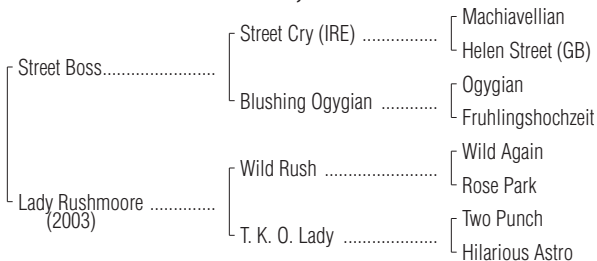 Machiavellian
Street Cry (IRE) ................
Helen Street (GB)
Street Boss........................
Ogygian
Blushing Ogygian ............
Fruhlingshochzeit
Wild Again
Wild Rush ........................
Rose Park
Lady Rushmoore ..............
(2003)
Two Punch
T. K. O. Lady ....................
Hilarious Astro